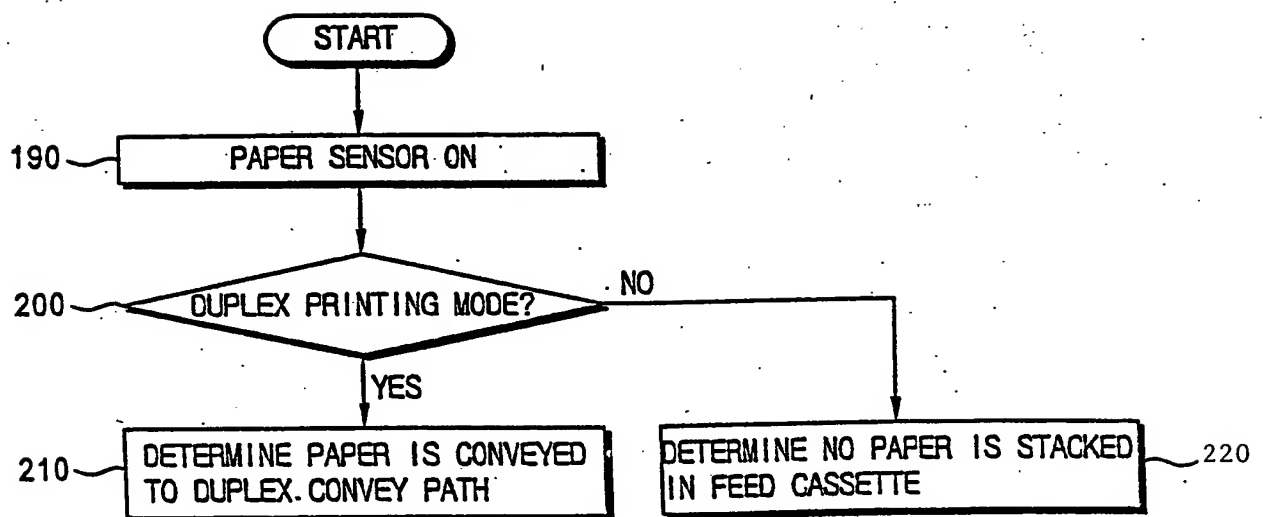 START
190
PAPER SENSOR ON
200
DUPLEX PRINTING MODE?
NO
YES
210
DETERMINE PAPER IS CONVEYED
TO DUPLEX.CONVEY PATH
DETERMINE NO PAPER IS STACKED
IN FEED CASSETTE
220